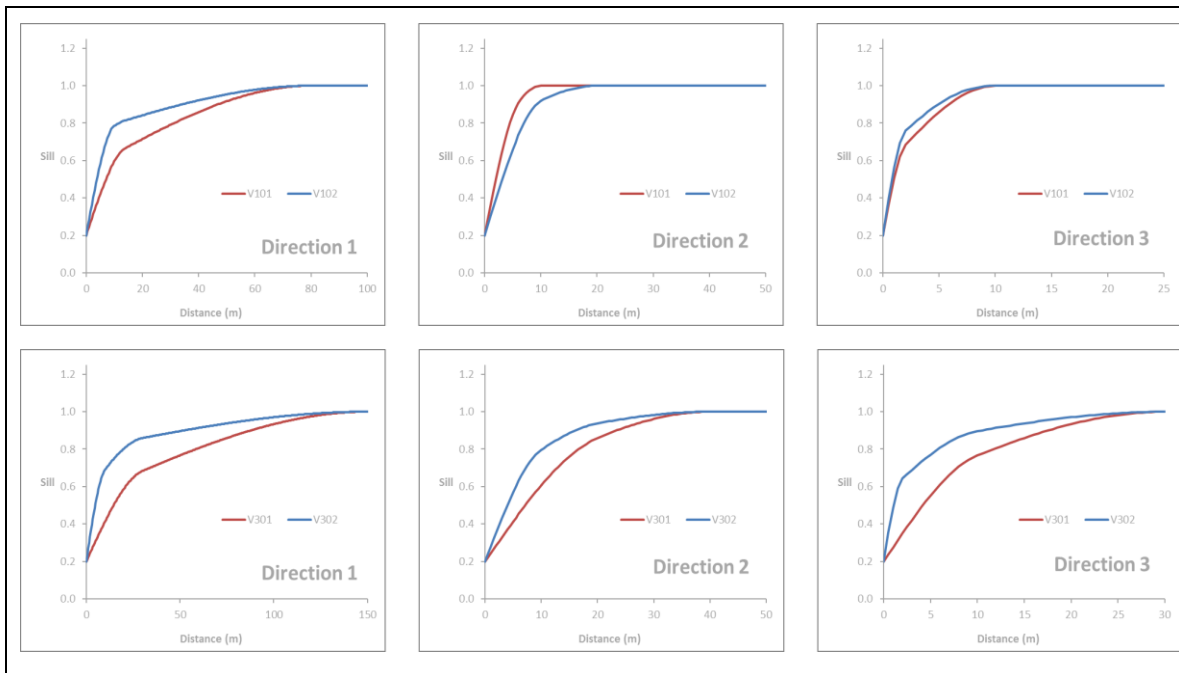 1.2
1.0
0.8
Sill
0.6
0.4
V101 V102
0.2
Direction 1
0.0
0 20 40 60 80 100
Distance (m)
1.2
1.0
0.8
Sill
0.6
0.4
V101 V102
0.2
Direction 2
0.0
0 10 20 30 40 50
Distance (m)
1.2
1.0
0.8
Sill
0.6
0.4
V101 V102
0.2
Direction 3
0.0
0 5 10 15 20 25
Distance (m)
1.2
1.0
0.8
Sill
0.6
0.4
V301 V302
0.2
Direction 1
0.0
0 50 100 150
Distance (m)
1.2
1.0
0.8
Sill
0.6
0.4
V301 V302
0.2
Direction 2
0.0
0 10 20 30 40 50
Distance (m)
1.2
1.0
0.8
Sill
0.6
0.4
V301 V302
0.2
Direction 3
0.0
0 5 10 15 20 25 30
Distance (m)